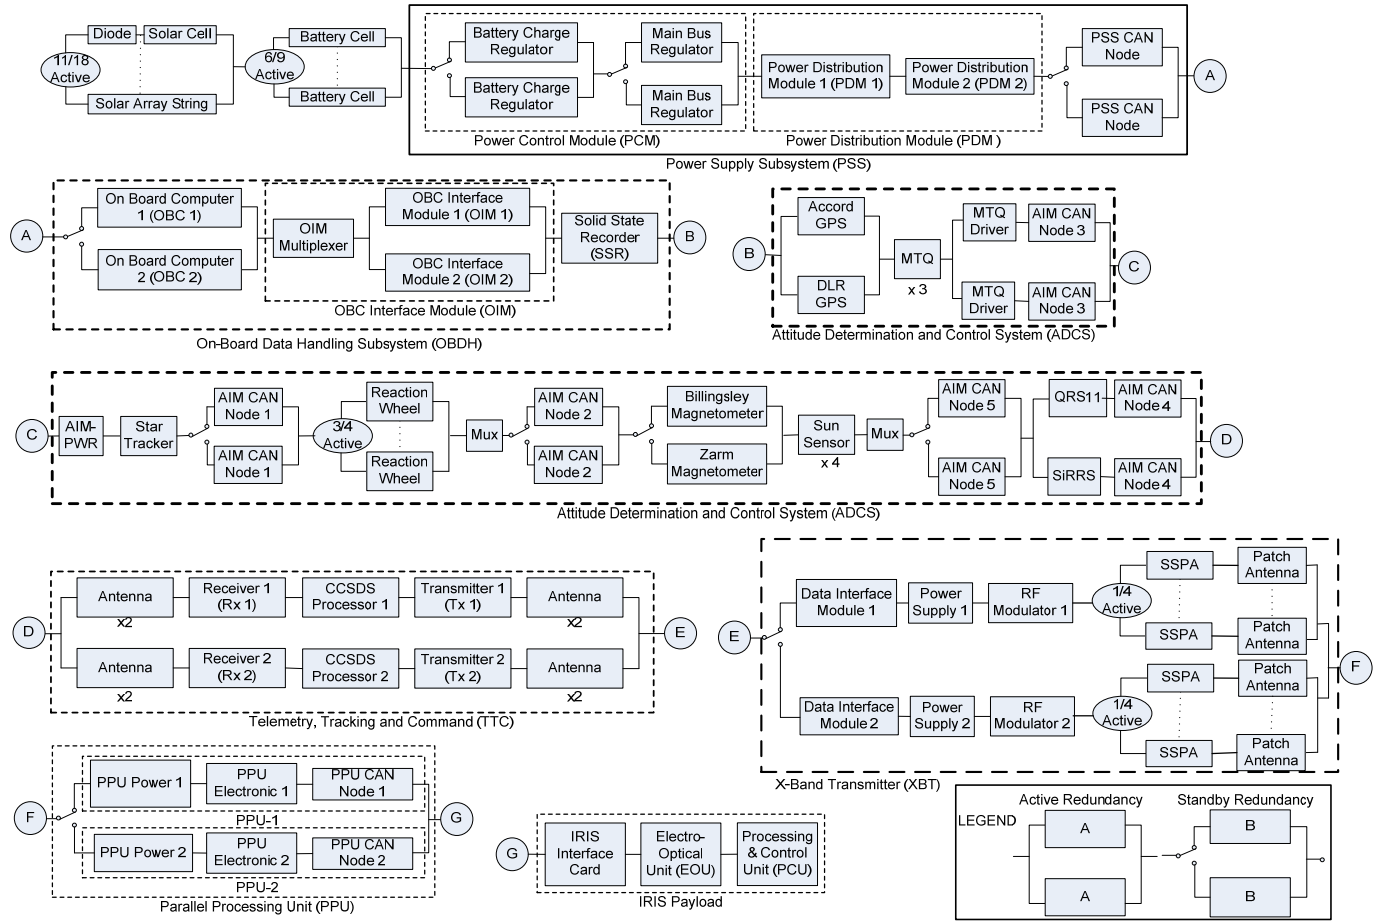 Diode
Solar Cell
11/18
Active
Solar Array String
6/9
Active
Battery Cell
Battery Cell
Battery Charge
Regulator
Battery Charge
Regulator
Main Bus
Regulator
Main Bus
Regulator
Power Control Module (PCM)
Power Distribution
Module 1 (PDM 1)
Power Distribution
Module 2 (PDM 2)
Power Distribution Module (PDM )
PSS CAN
Node
PSS CAN
Node
A
Power Supply Subsystem (PSS)
A
On Board Computer
1 (OBC 1)
On Board Computer
2 (OBC 2)
OIM
Multiplexer
OBC Interface
Module 1 (OIM 1)
OBC Interface
Module 2 (OIM 2)
OBC Interface Module (OIM)
Solid State
Recorder
(SSR)
B
On-Board Data Handling Subsystem (OBDH)
B
Accord
GPS
DLR
GPS
MTQ
x 3
MTQ
Driver
AIM CAN
Node 3
MTQ
Driver
AIM CAN
Node 3
C
Attitude Determination and Control System (ADCS)
C
AIM-
PWR
Star
Tracker
AIM CAN
Node 1
AIM CAN
Node 1
3/4
Active
Reaction
Wheel
Reaction
Wheel
Mux
AIM CAN
Node 2
AIM CAN
Node 2
Billingsley
Magnetometer
Zarm
Magnetometer
Sun
Sensor
x 4
Mux
AIM CAN
Node 5
AIM CAN
Node 5
QRS11
AIM CAN
Node 4
SiRRS
AIM CAN
Node 4
D
Attitude Determination and Control System (ADCS)
D
Antenna
x2
Receiver 1
(Rx 1)
CCSDS
Processor 1
Transmitter 1
(Tx 1)
Antenna
x2
Antenna
x2
Receiver 2
(Rx 2)
CCSDS
Processor 2
Transmitter 2
(Tx 2)
Antenna
x2
E
Telemetry, Tracking and Command (TTC)
E
Data Interface
Module 1
Power
Supply 1
RF
Modulator 1
1/4
Active
SSPA
Patch
Antenna
SSPA
Patch
Antenna
Data Interface
Module 2
Power
Supply 2
RF
Modulator 2
1/4
Active
SSPA
Patch
Antenna
SSPA
Patch
Antenna
F
X-Band Transmitter (XBT)
F
PPU Power 1
PPU
Electronic 1
PPU CAN
Node 1
PPU-1
PPU Power 2
PPU
Electronic 2
PPU CAN
Node 2
PPU-2
G
Parallel Processing Unit (PPU)
G
IRIS
Interface
Card
Electro-
Optical
Unit (EOU)
Processing
& Control
Unit (PCU)
IRIS Payload
LEGEND
Active Redundancy
A
A
Standby Redundancy
B
B